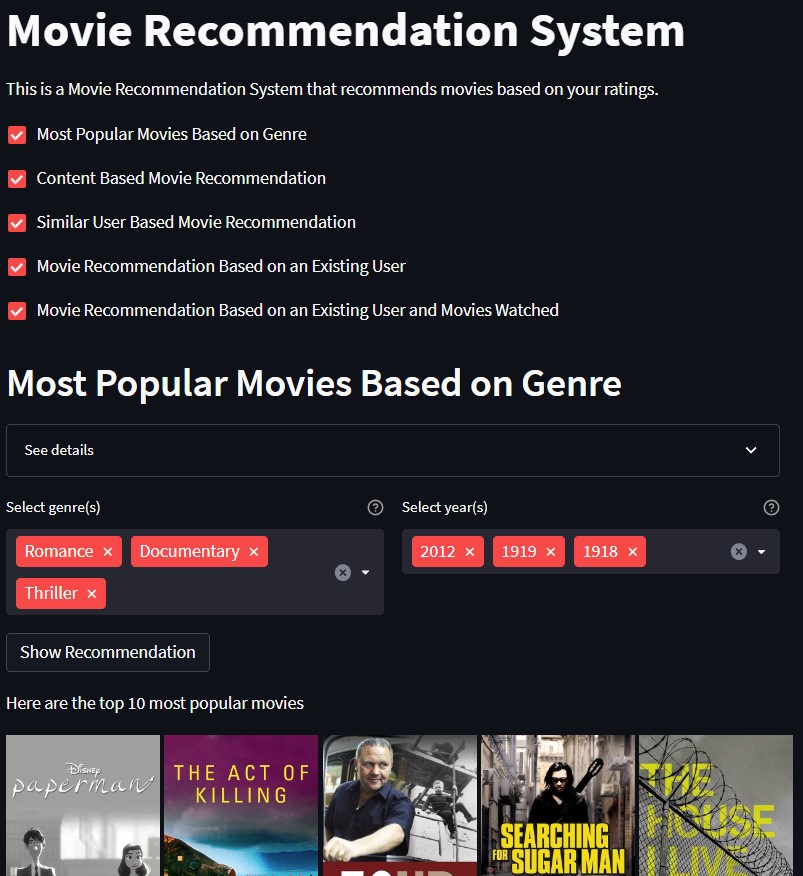 Movie Recommendation System
This is a Movie Recommendation System that recommends movies based on your ratings.
Most Popular Movies Based on Genre
Content Based Movie Recommendation
Similar User Based Movie Recommendation
Movie Recommendation Based on an Existing User
Movie Recommendation Based on an Existing User and Movies Watched
Most Popular Movies Based on Genre
See details
Select genre(s)
Select year(s)
Romance × Documentary ×
2012 × 1919 × 1918 ×
Thriller ×
Show Recommendation
Here are the top 10 most popular movies
Disney
paperman
THE ACT OF
KILLING
SEARCHING
FOR SUGAR MAN
THE
HOUSE
I LIVE